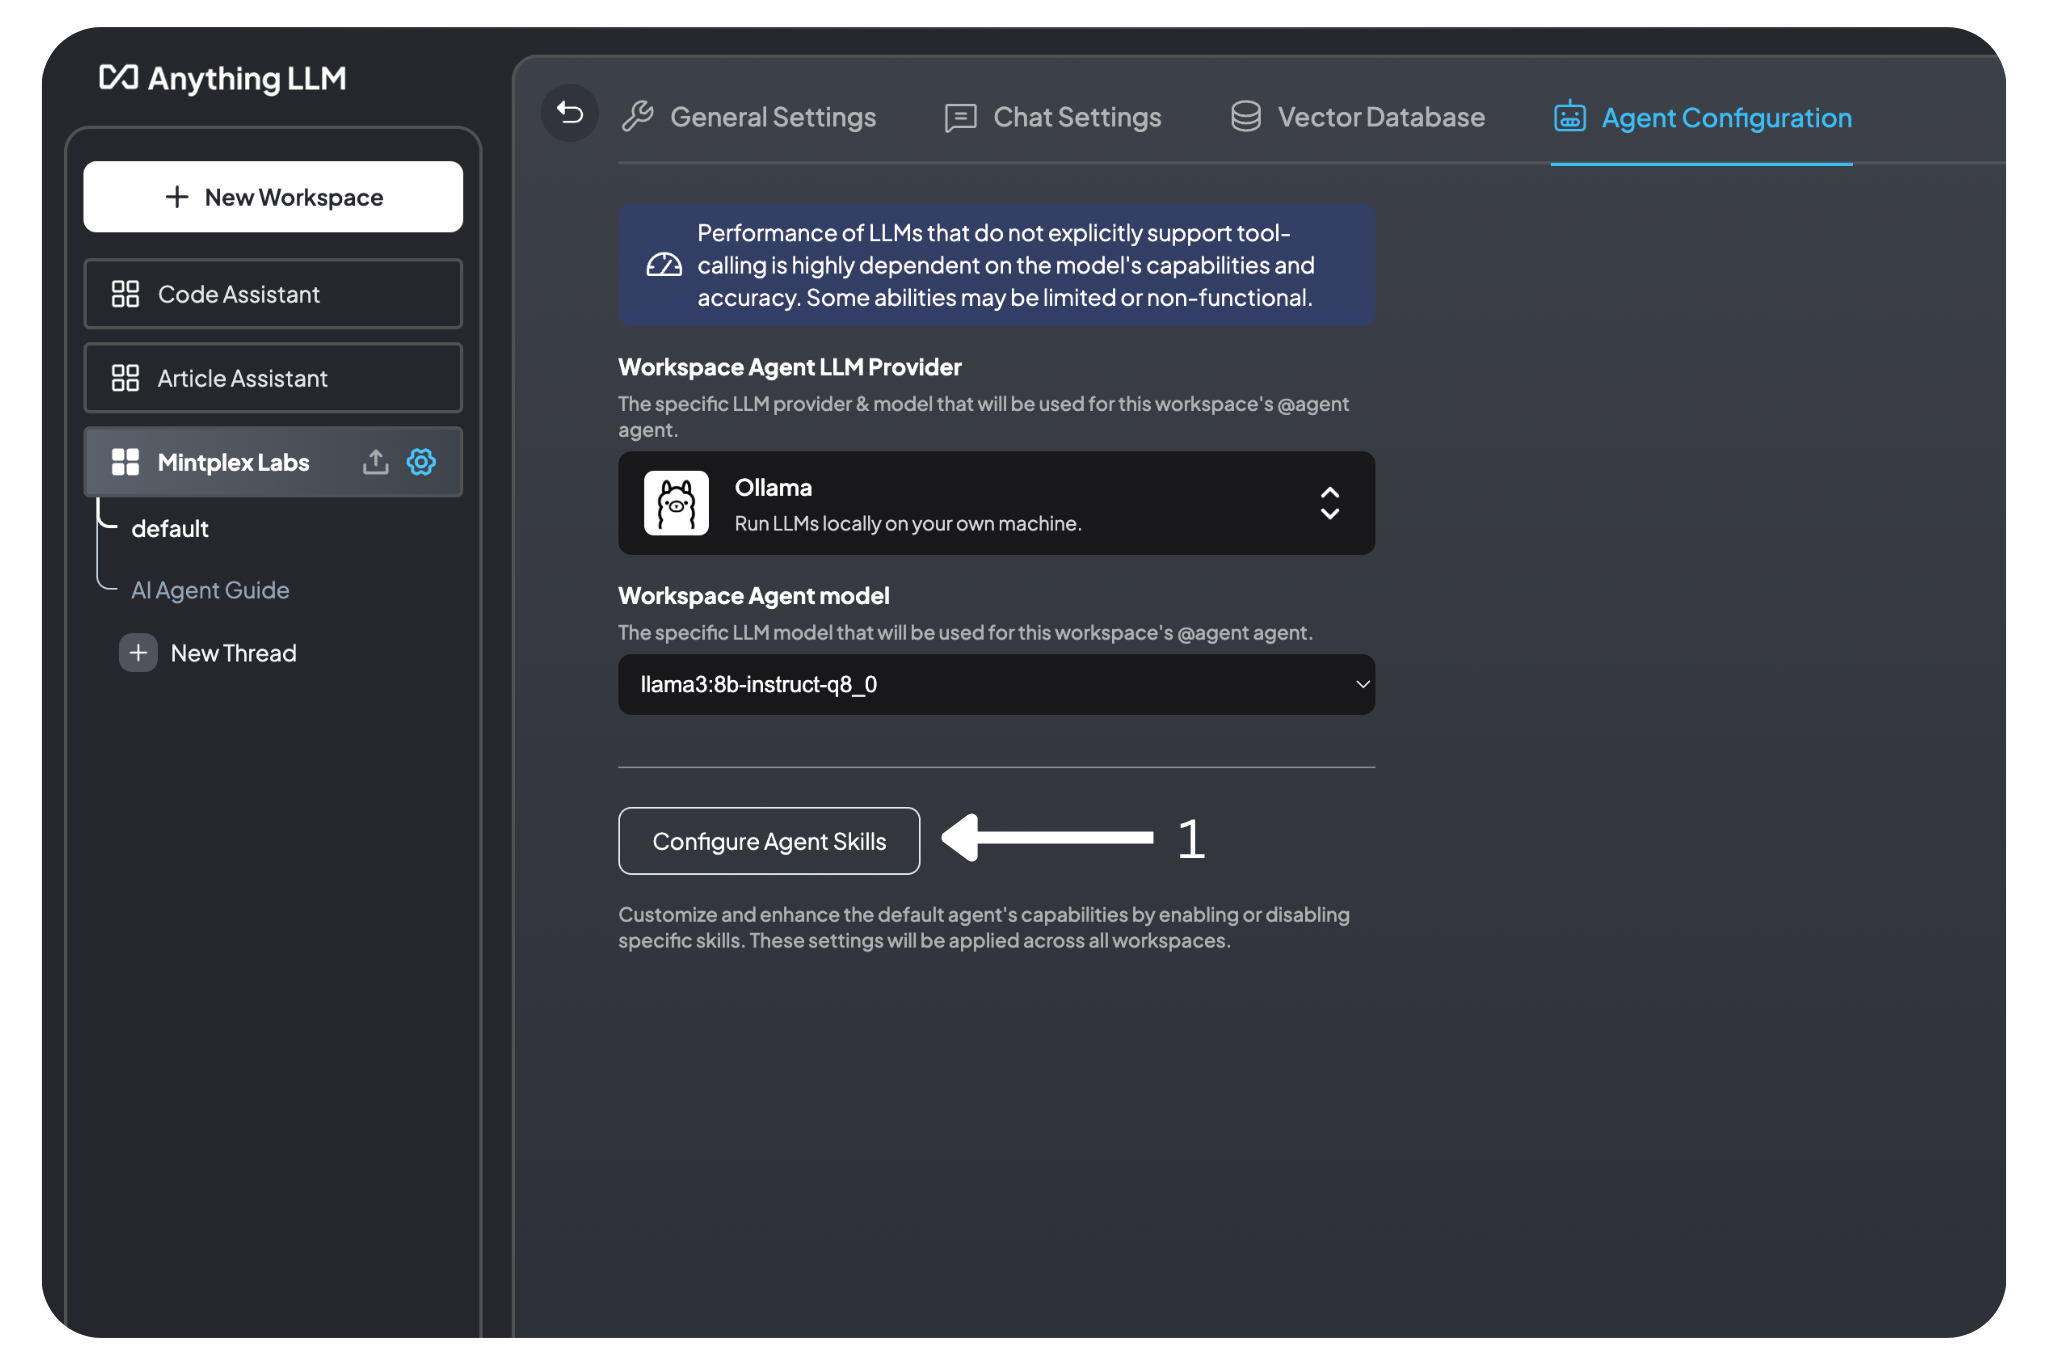 Anything LLM
New Workspace
Code Assistant
Article Assistant
Mintplex Labs
default
AI Agent Guide
New Thread
General Settings
Chat Settings
Vector Database
Agent Configuration
Performance of LLMs that do not explicitly support tool-
calling is highly dependent on the model's capabilities and
accuracy. Some abilities may be limited or non-functional.
Workspace Agent LLM Provider
The specific LLM provider & model that will be used for this workspace's @agent
agent.
Ollama
Run LLMs locally on your own machine.
Workspace Agent model
The specific LLM model that will be used for this workspace's @agent agent.
llama3:8b-instruct-q8_0
Configure Agent Skills
1
Customize and enhance the default agent's capabilities by enabling or disabling
specific skills. These settings will be applied across all workspaces.